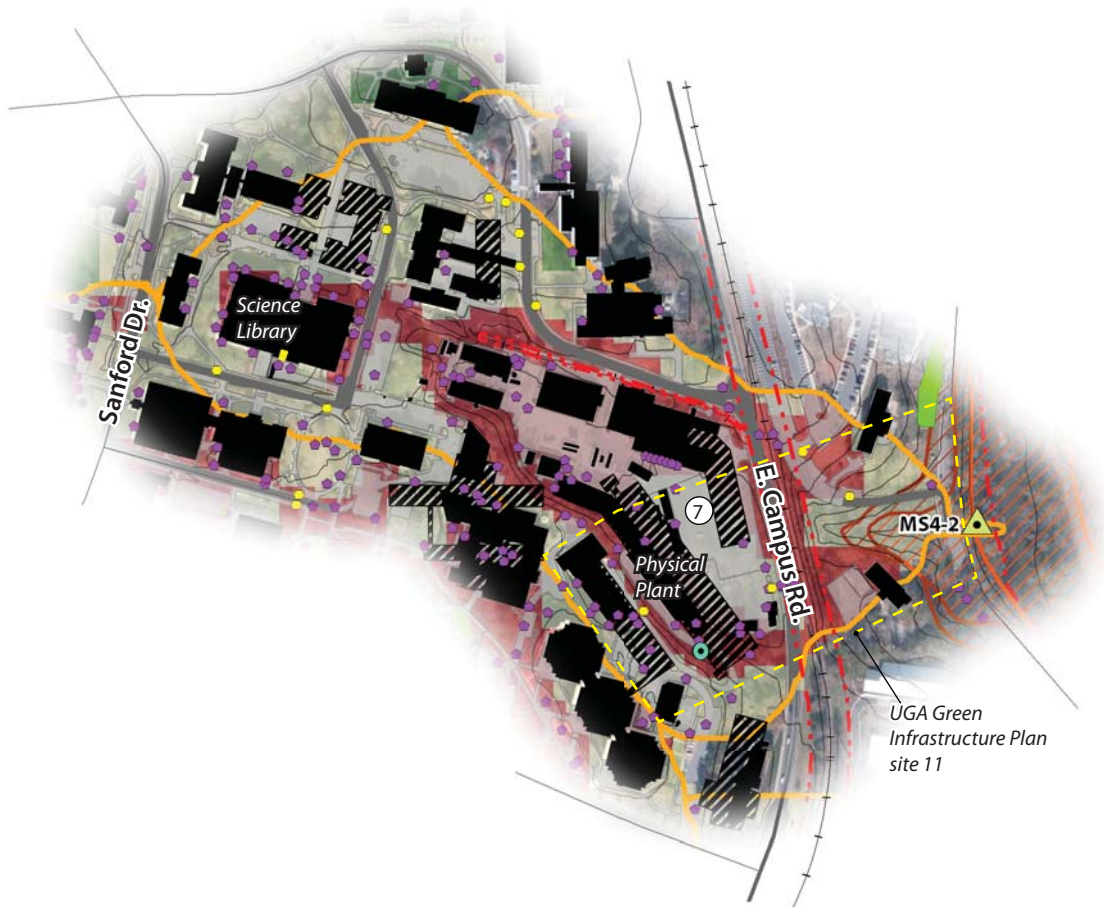 Science
Library
Sanford Dr.
7
E. Campus Rd.
MS4-2
Physical
Plant
UGA Green
Infrastructure Plan
site 11